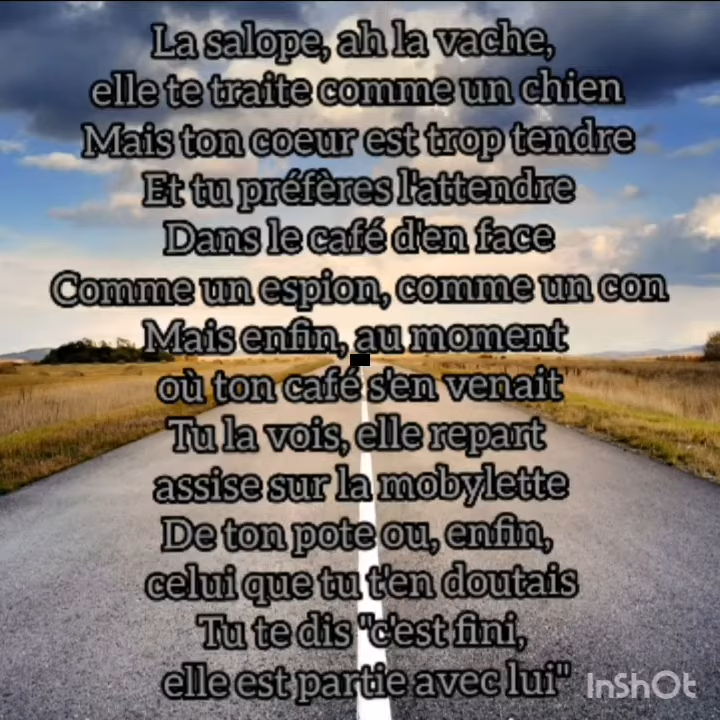 La salope, ah la vache,
elle te traite comme un chien
Mais ton coeur est trop tendre
Et tu préfères l'attendre
Dans le café d'en face
Comme un espion, comme un con
Mais enfin, au moment
où ton café s'en venait
Tu la vois, elle repart
assise sur la mobylette
De ton pote ou, enfin,
celui que tu t'en doutais
Tu te dis "c'est fini,
elle est partie avec lui"
InShOt